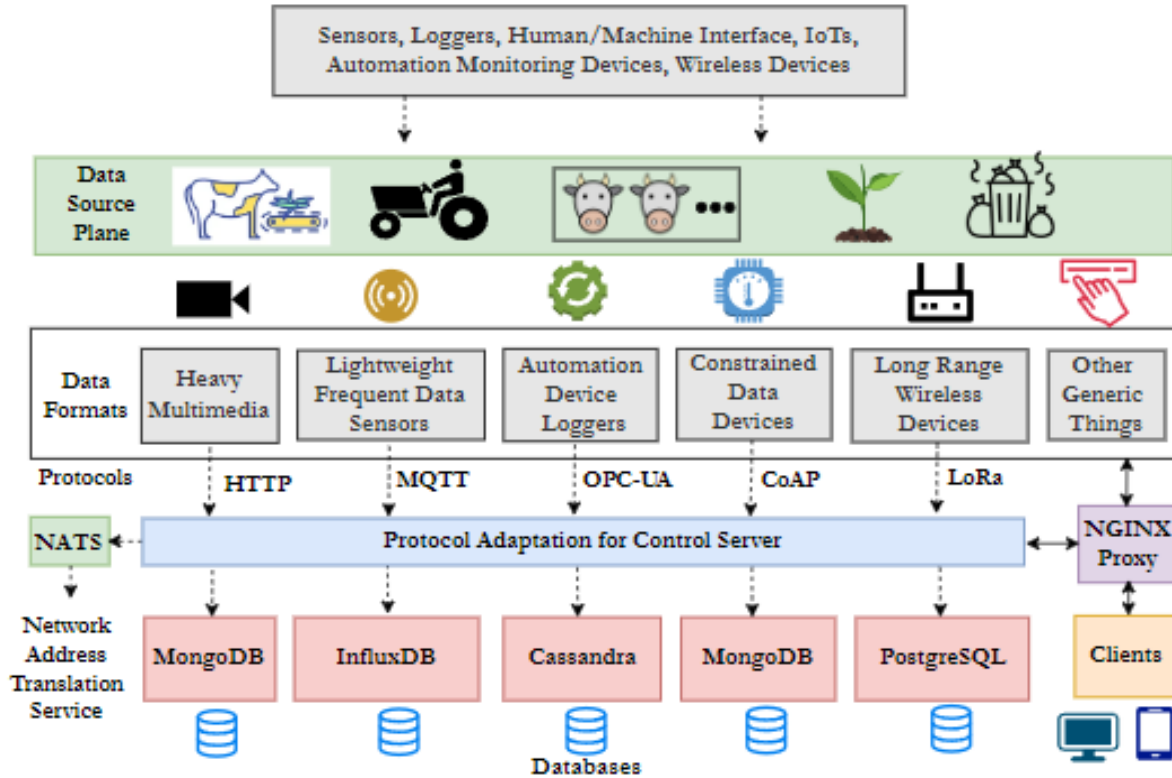 Sensors, Loggers, Human/Machine Interface, IoTs,
Automation Monitoring Devices, Wireless Devices
Data
Source
Plane
Data
Formats
Heavy
Multimedia
Lightweight
Frequent Data
Sensors
Automation
Device
Loggers
Constrained
Data
Devices
Long Range
Wireless
Devices
Other
Generic
Things
Protocols
HTTP
MQTT
OPC-UA
CoAP
LoRa
NATS
Protocol Adaptation for Control Server
NGINX
Proxy
Network
Address
Translation
Service
MongoDB
InfluxDB
Cassandra
MongoDB
PostgreSQL
Clients
Databases